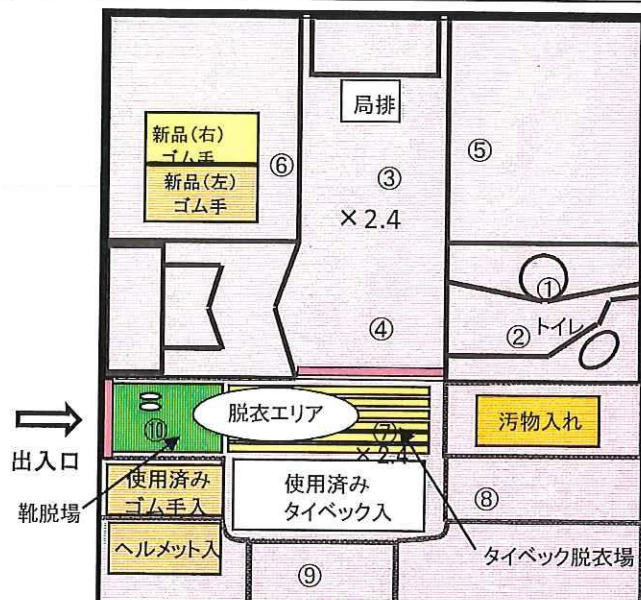 局排
新品(右)
ゴム手
新品(左)
ゴム手
⑥
③
×2.4
⑤
①
②
トイレ
④
脱衣エリア
⑩
⑦
×2.4
汚物入れ
出入口
使用済み
ゴム手入
使用済み
タイベック入
⑧
靴脱場
ヘルメット入
タイベック脱衣場
⑨